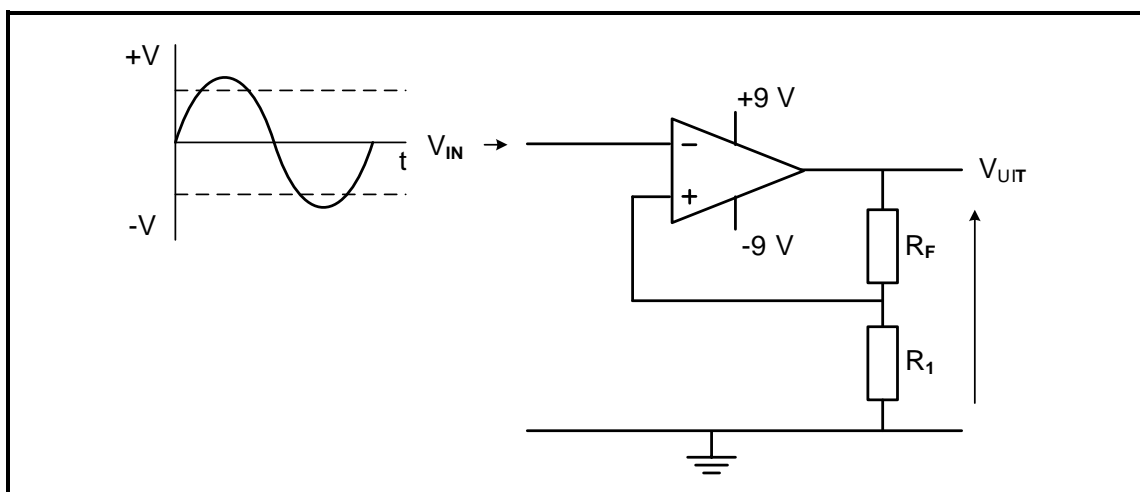 +V
t
-V
V_IN
+9 V
−
+
-9 V
V_UIT
R_F
R_1